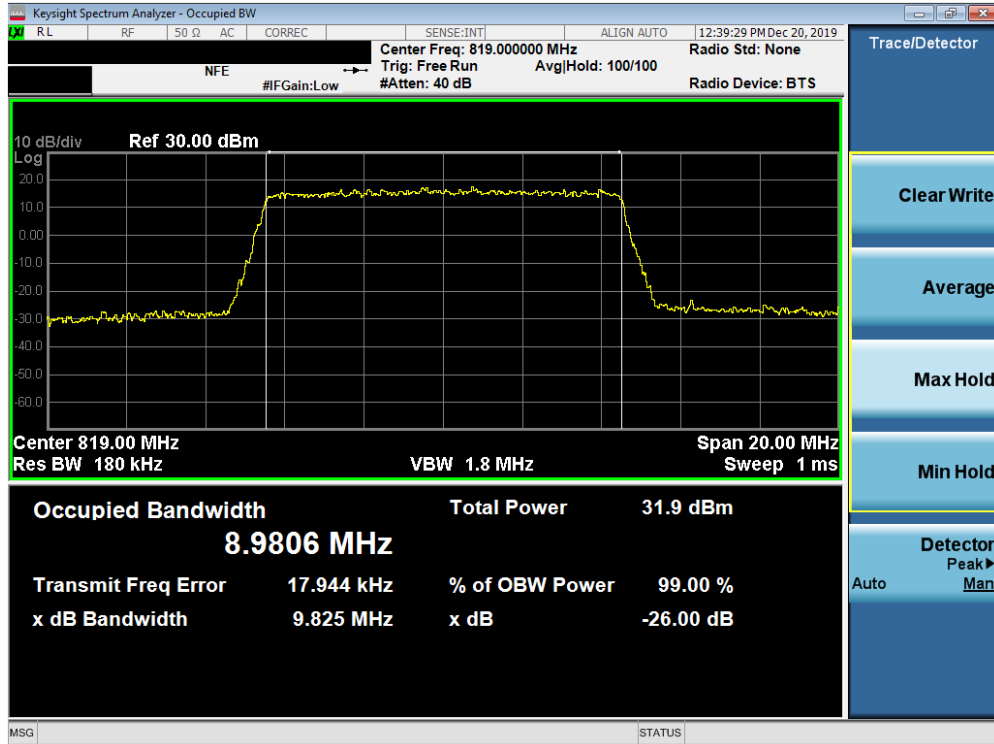 Keysight Spectrum Analyzer - Occupied BW
LXI RL RF 50 Ω AC CORREC SENSE:INT ALIGN AUTO 12:39:29 PM Dec 20, 2019
Center Freq: 819.000000 MHz Radio Std: None
NFE Trig: Free Run Avg|Hold: 100/100
#IFGain:Low #Atten: 40 dB Radio Device: BTS
10 dB/div Ref 30.00 dBm
Log
20.0
10.0
0.00
-10.0
-20.0
-30.0
-40.0
-50.0
-60.0
Center 819.00 MHz Span 20.00 MHz
Res BW 180 kHz VBW 1.8 MHz Sweep 1 ms
Occupied Bandwidth Total Power 31.9 dBm
8.9806 MHz
Transmit Freq Error 17.944 kHz % of OBW Power 99.00 %
x dB Bandwidth 9.825 MHz x dB -26.00 dB
Trace/Detector
Clear Write
Average
Max Hold
Min Hold
Detector
Peak▶
Auto Man
MSG STATUS